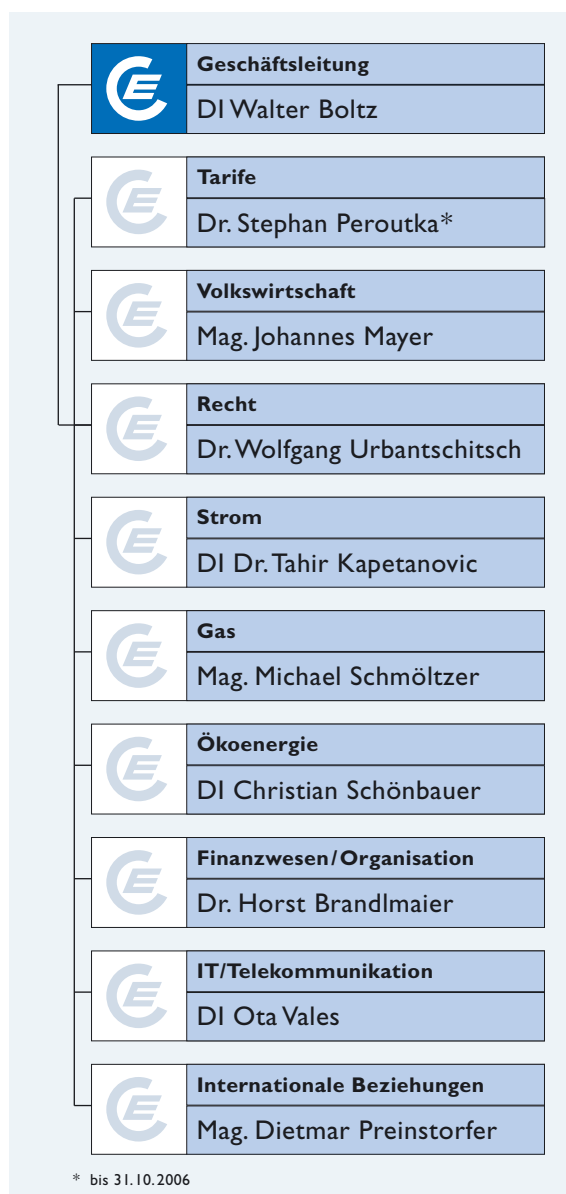 Geschäftsleitung
DI Walter Boltz
Tarife
Dr. Stephan Peroutka*
Volkswirtschaft
Mag. Johannes Mayer
Recht
Dr. Wolfgang Urbantschitsch
Strom
DI Dr. Tahir Kapetanovic
Gas
Mag. Michael Schmöltzer
Ökoenergie
DI Christian Schönbauer
Finanzwesen/Organisation
Dr. Horst Brandlmaier
IT/Telekommunikation
DI Ota Vales
Internationale Beziehungen
Mag. Dietmar Preinstorfer
* bis 31.10.2006